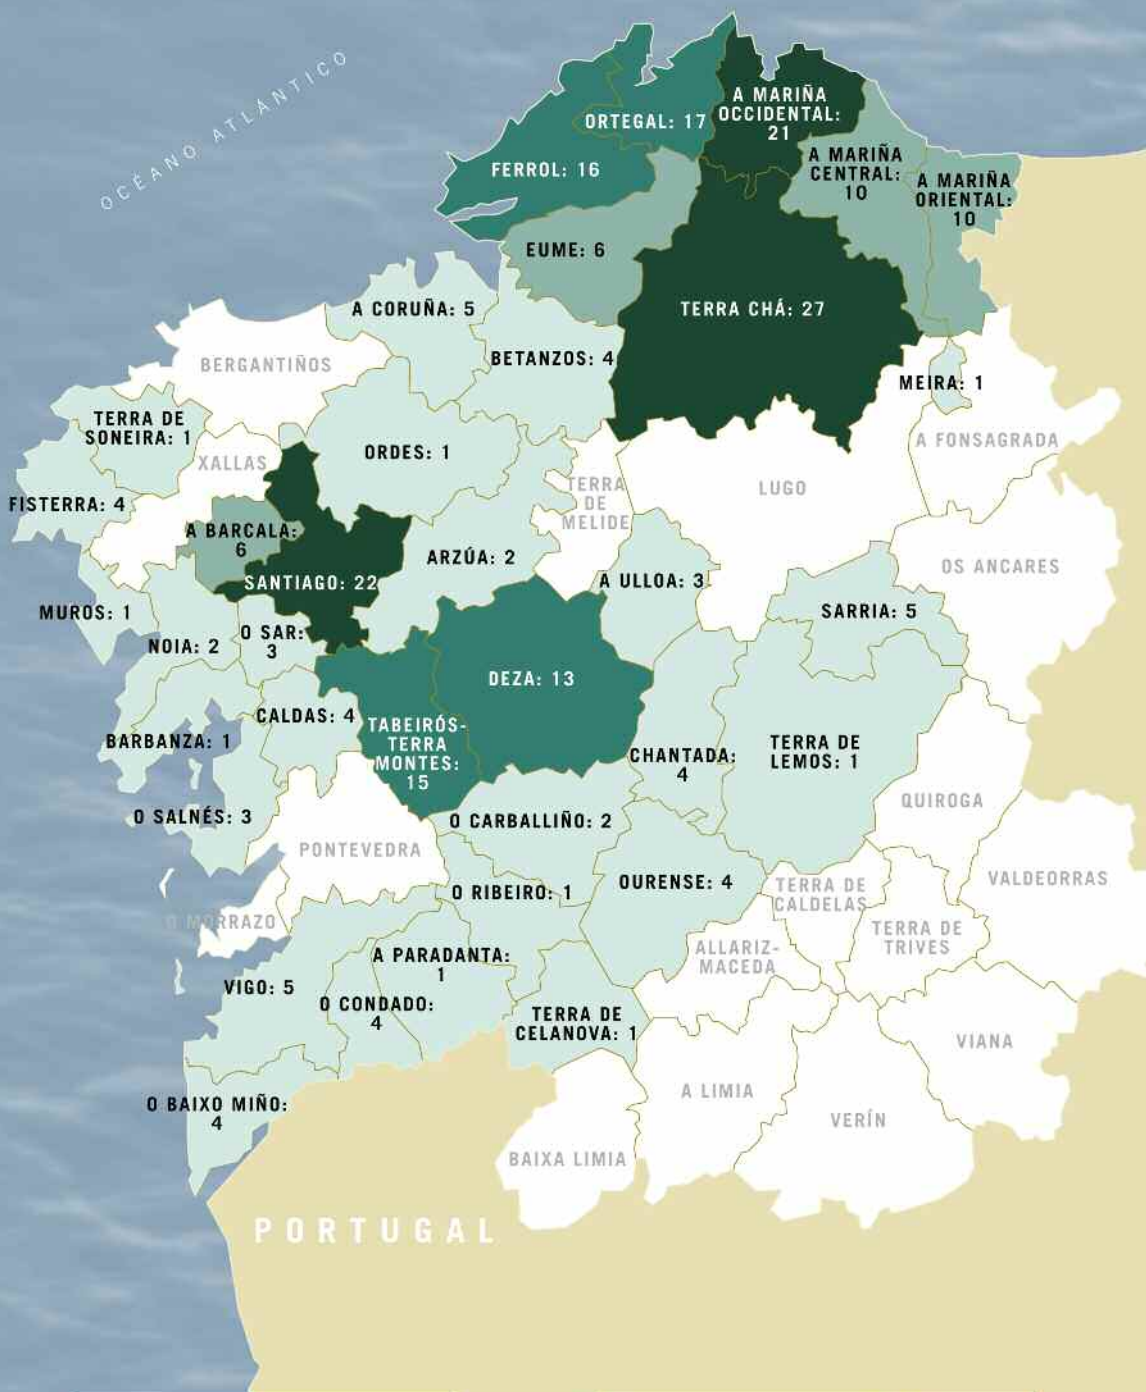 OCÉANO ATLÁNTICO
A MARIÑA
OCCIDENTAL:
21
ORTEGAL: 17
FERROL: 16
A MARIÑA
CENTRAL:
10
A MARIÑA
ORIENTAL:
10
EUME: 6
A CORUÑA: 5
TERRA CHÁ: 27
BERGANTIÑOS
BETANZOS: 4
MEIRA: 1
TERRA DE
SONEIRA: 1
XALLAS
ORDES: 1
A FONSAGRADA
TERRA
DE
MELIDE
LUGO
FISTERRA: 4
A BARCALA:
6
ARZÚA: 2
SANTIAGO: 22
A ULLOA: 3
OS ANCARES
MUROS: 1
NOIA: 2
O SAR:
3
SARRIA: 5
DEZA: 13
CALDAS: 4
TABEIRÓS-
TERRA
MONTES:
15
BARBANZA: 1
CHANTADA:
4
TERRA DE
LEMOS: 1
O SALNÉS: 3
O CARBALLIÑO: 2
QUIROGA
PONTEVEDRA
O RIBEIRO: 1
OURENSE: 4
TERRA DE
CALDELAS
VALDEORRAS
O MORRAZO
TERRA DE
TRIVES
A PARADANTA:
1
ALLARIZ-
MACEDA
VIGO: 5
O CONDADO:
4
TERRA DE
CELANOVA: 1
VIANA
O BAIXO MIÑO:
4
A LIMIA
VERÍN
BAIXA LIMIA
PORTUGAL